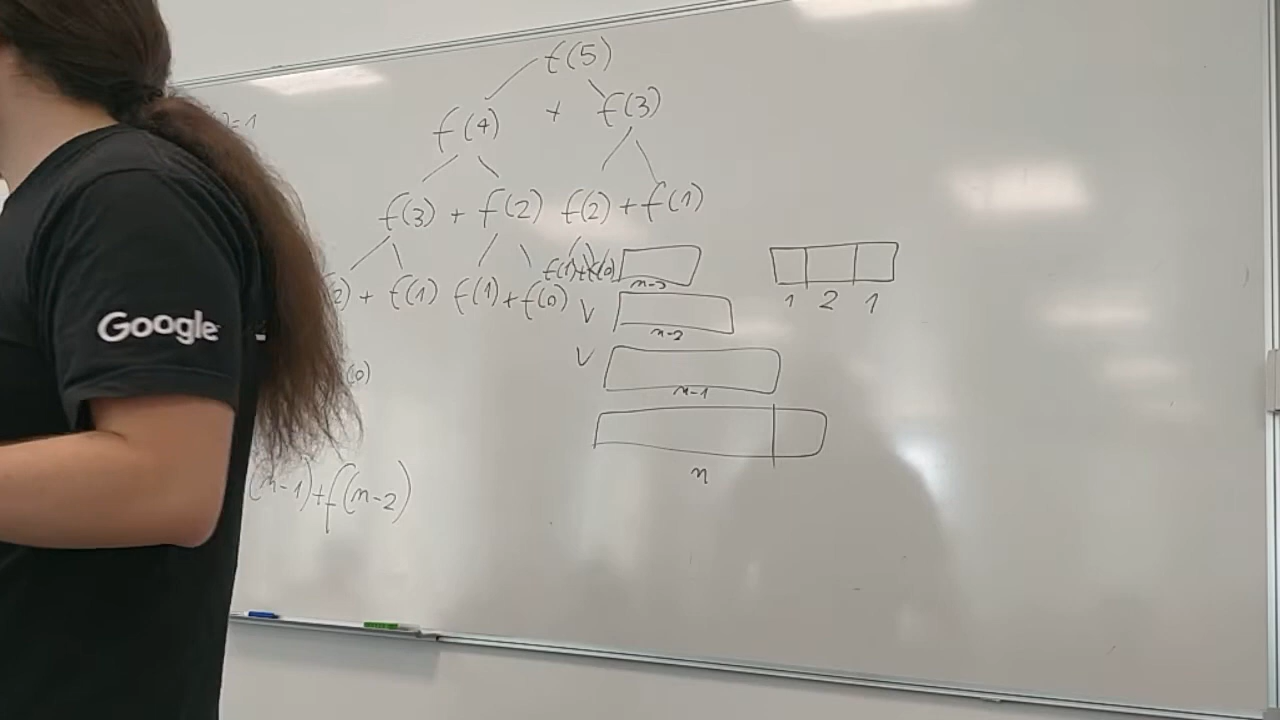 f(5)
f(4) + f(3)
)=1
f(3) + f(2) f(2) + f(1)
f(1)+f(0)
2) + f(1) f(1) + f(0)
n-3
1 2 1
V
n-2
V
(0)
n-1
n
(n-1)+f(n-2)
Google